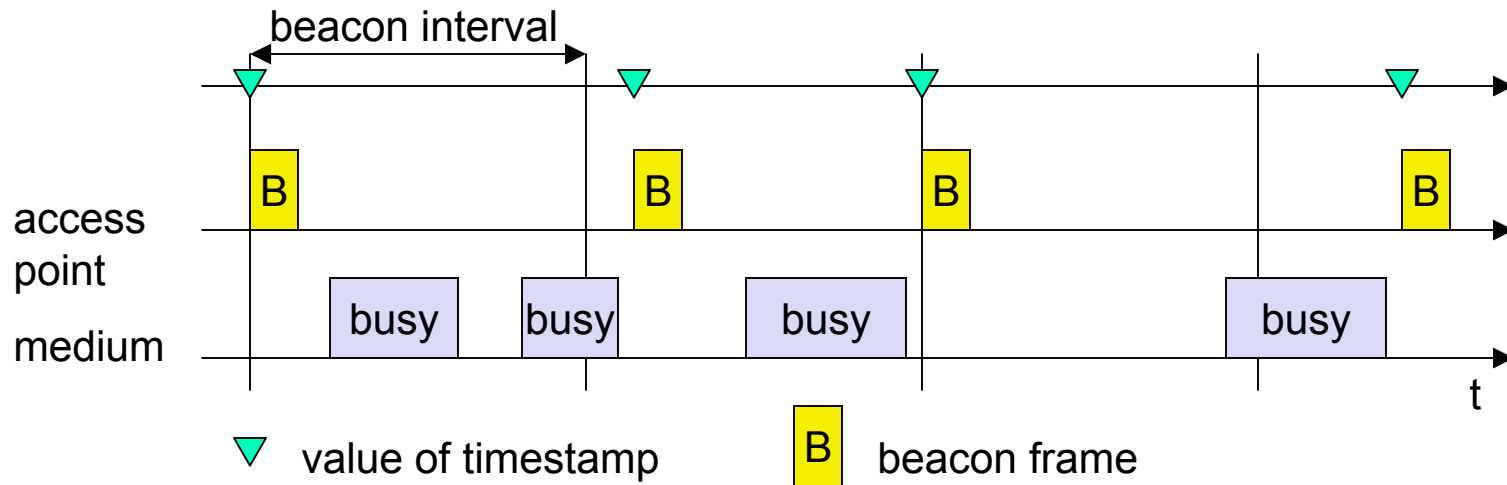 beacon interval
B
B
B
B
access
point
busy
busy
busy
busy
medium
t
value of timestamp
B
beacon frame